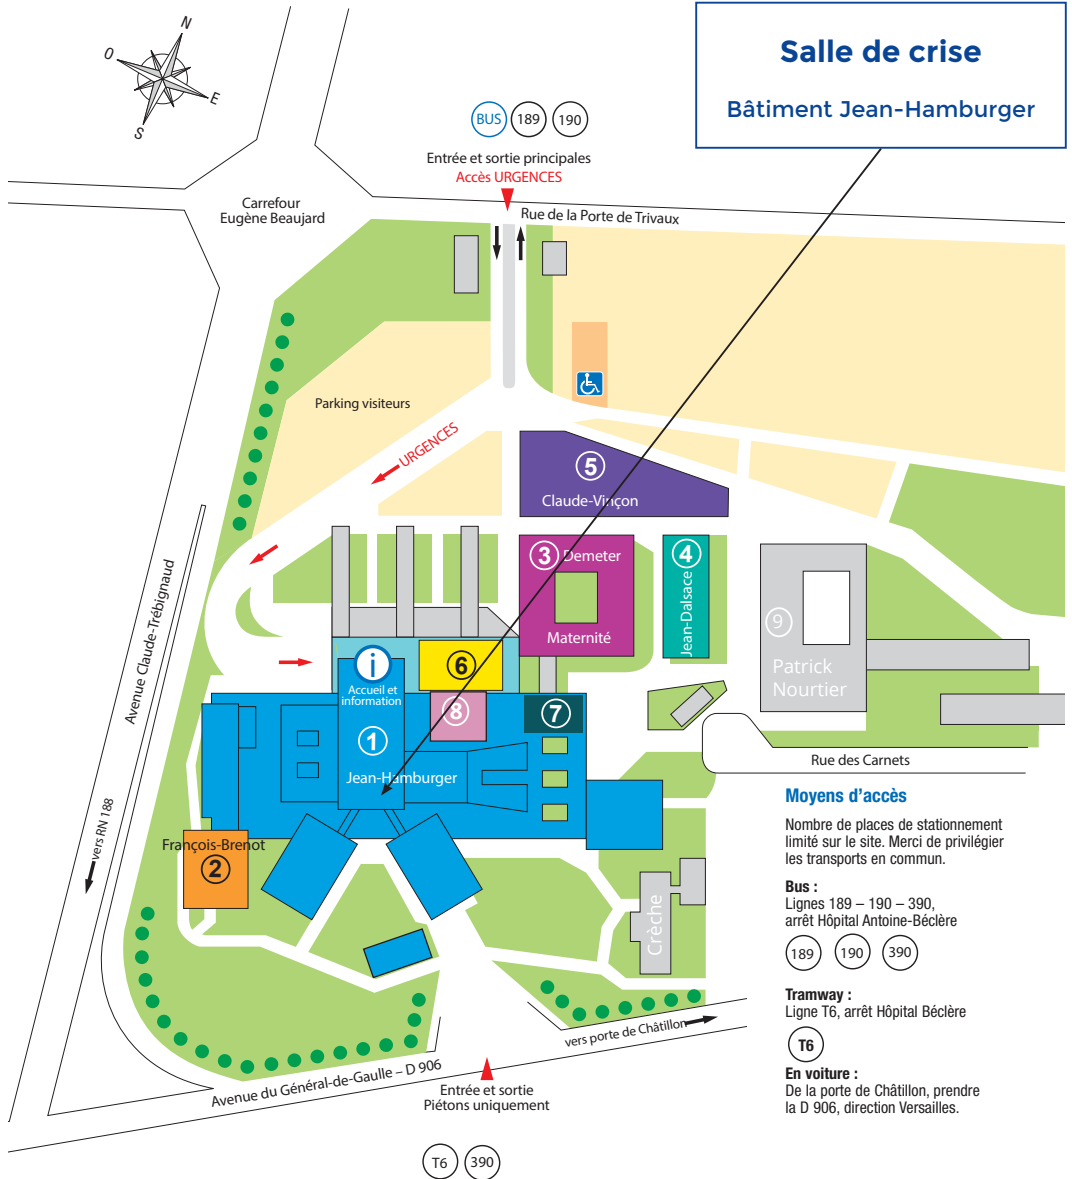 Salle de crise
Bâtiment Jean-Hamburger
N
O
E
S
BUS
189
190
Entrée et sortie principales
Accès URGENCES
Carrefour
Eugène Beaujard
Rue de la Porte de Trivaux
Parking visiteurs
URGENCES
5
Claude-Vinçon
3 Demeter
Maternité
4
Jean-Dalsace
9
Patrick
Nourtier
Avenue Claude-Trébignaud
i
Accueil et
information
6
8
7
1
Jean-Hamburger
Rue des Carnets
vers RN 188
François-Brenot
2
Crèche
Moyens d'accès
Nombre de places de stationnement
limité sur le site. Merci de privilégier
les transports en commun.
Bus :
Lignes 189 – 190 – 390,
arrêt Hôpital Antoine-Béclère
189
190
390
Tramway :
Ligne T6, arrêt Hôpital Béclère
T6
En voiture :
De la porte de Châtillon, prendre
la D 906, direction Versailles.
vers porte de Châtillon
Avenue du Général-de-Gaulle – D 906
Entrée et sortie
Piétons uniquement
T6
390